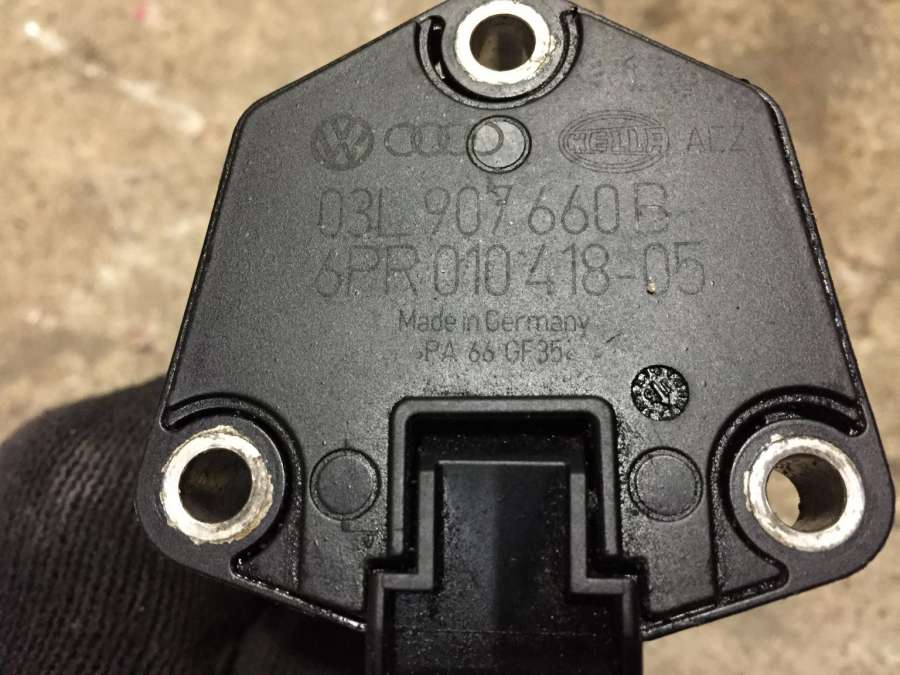 HELLA AEZ
03L 907 660 B
6PR 010 418-05
Made in Germany
>PA 66 GF35<